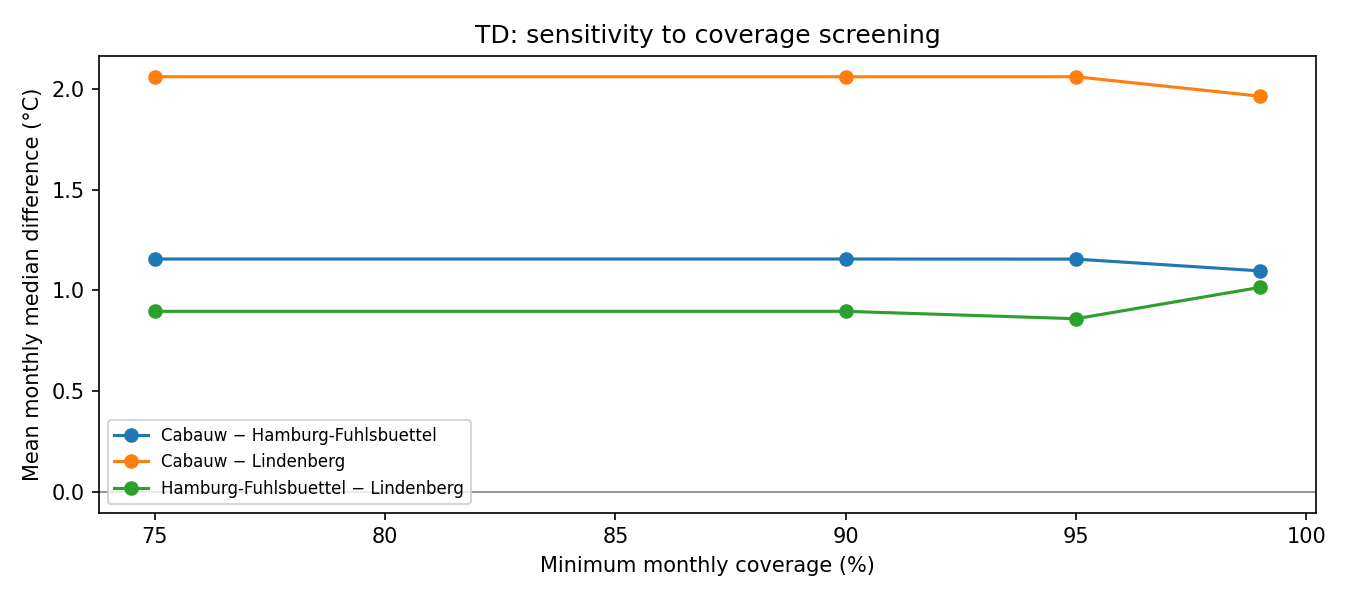 TD: sensitivity to coverage screening
Mean monthly median difference (°C)
2.0
1.5
1.0
0.5
0.0
Cabauw − Hamburg-Fuhlsbuettel
Cabauw − Lindenberg
Hamburg-Fuhlsbuettel − Lindenberg
75 80 85 90 95 100
Minimum monthly coverage (%)